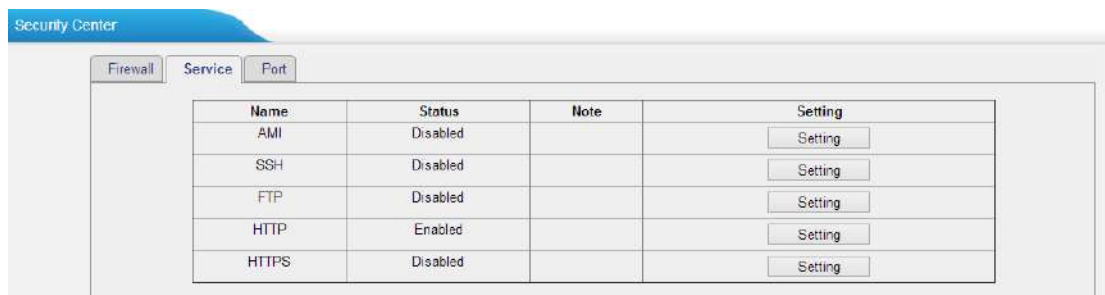 Security Center
Firewall Service Port
Name Status Note Setting
AMI Disabled Setting
SSH Disabled Setting
FTP Disabled Setting
HTTP Enabled Setting
HTTPS Disabled Setting